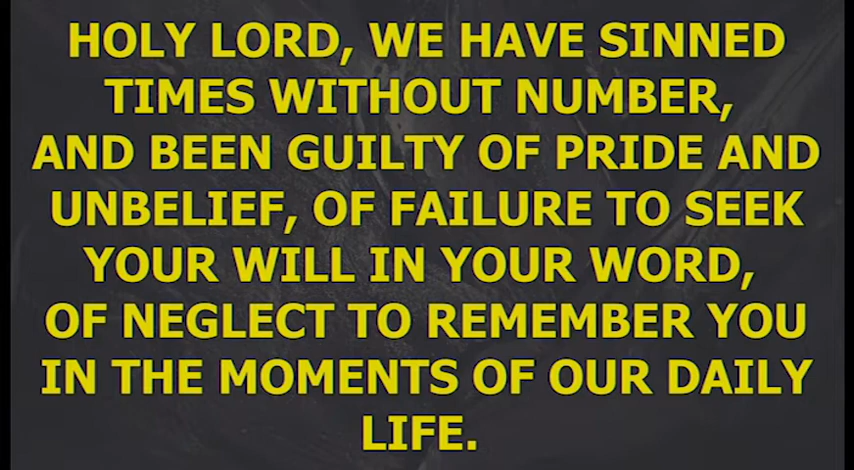 HOLY LORD, WE HAVE SINNED
TIMES WITHOUT NUMBER,
AND BEEN GUILTY OF PRIDE AND
UNBELIEF, OF FAILURE TO SEEK
YOUR WILL IN YOUR WORD,
OF NEGLECT TO REMEMBER YOU
IN THE MOMENTS OF OUR DAILY
LIFE.